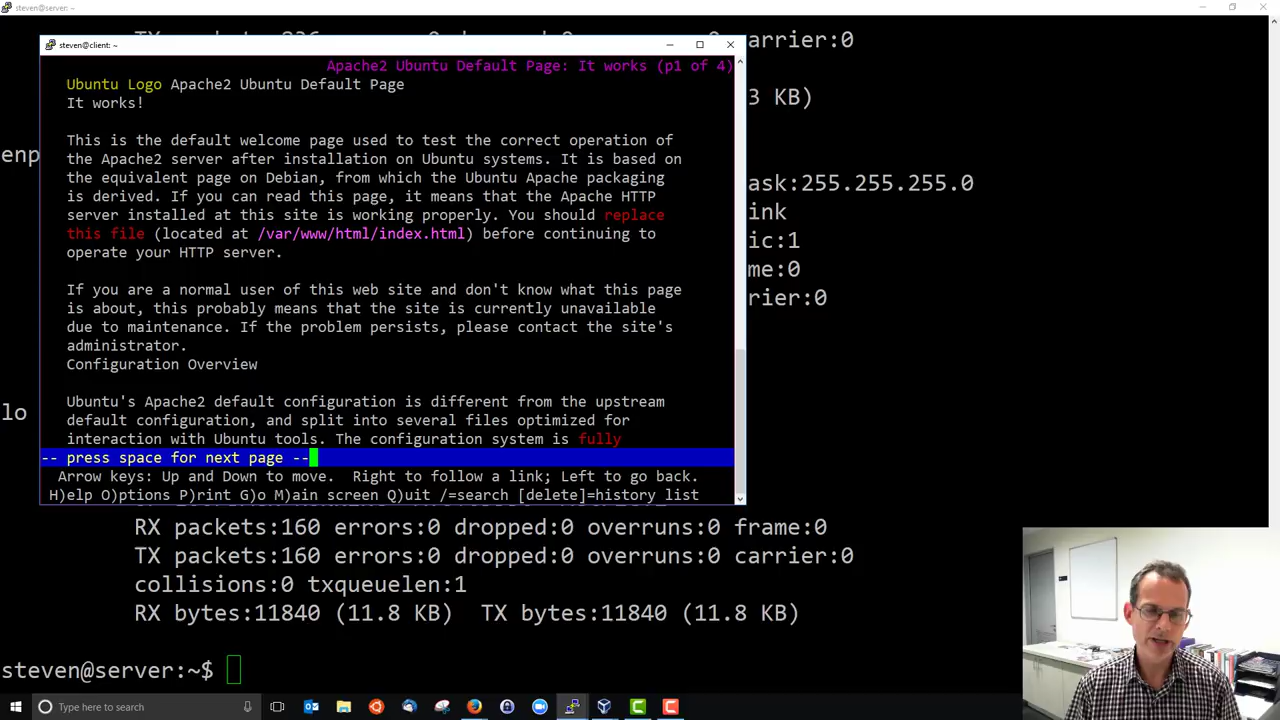 steven@server: ~
TX packets:836 errors:0 dropped:0 overruns:0 carrier:0
steven@client: ~
Apache2 Ubuntu Default Page: It works (p1 of 4)
Ubuntu Logo Apache2 Ubuntu Default Page
It works!
3 KB)
This is the default welcome page used to test the correct operation of
the Apache2 server after installation on Ubuntu systems. It is based on
enp
the equivalent page on Debian, from which the Ubuntu Apache packaging
ask:255.255.255.0
is derived. If you can read this page, it means that the Apache HTTP
server installed at this site is working properly. You should replace
ink
this file (located at /var/www/html/index.html) before continuing to
ic:1
operate your HTTP server.
me:0
If you are a normal user of this web site and don't know what this page
rier:0
is about, this probably means that the site is currently unavailable
due to maintenance. If the problem persists, please contact the site's
administrator.
Configuration Overview
Ubuntu's Apache2 default configuration is different from the upstream
lo
default configuration, and split into several files optimized for
interaction with Ubuntu tools. The configuration system is fully
-- press space for next page --
Arrow keys: Up and Down to move. Right to follow a link; Left to go back.
H)elp O)ptions P)rint G)o M)ain screen Q)uit /=search [delete]=history list
RX packets:160 errors:0 dropped:0 overruns:0 frame:0
TX packets:160 errors:0 dropped:0 overruns:0 carrier:0
collisions:0 txqueuelen:1
RX bytes:11840 (11.8 KB) TX bytes:11840 (11.8 KB)
steven@server:~$
Type here to search